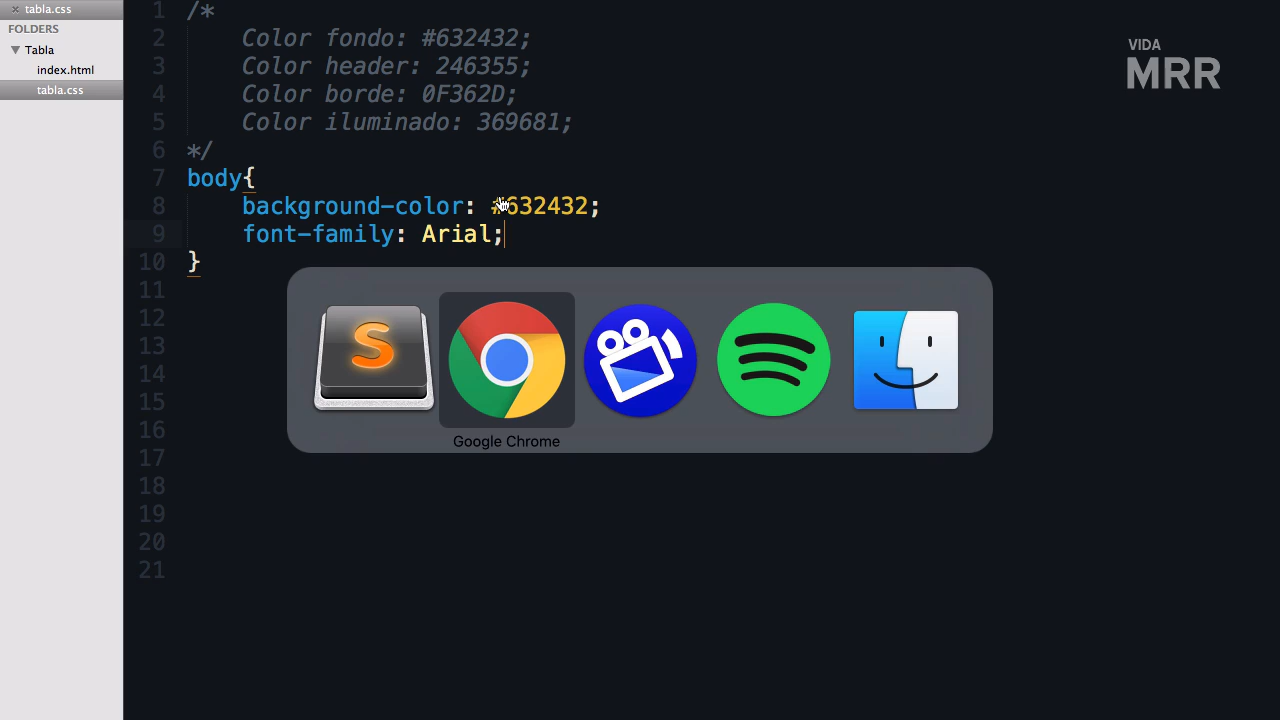 × tabla.css
FOLDERS
▼ Tabla
index.html
tabla.css
1 /*
2 Color fondo: #632432;
3 Color header: 246355;
4 Color borde: 0F362D;
5 Color iluminado: 369681;
6 */
7 body{
8 background-color: #632432;
9 font-family: Arial;
10 }
11
12
13
14
15
16
17
18
19
20
21
VIDA
MRR
S
Google Chrome